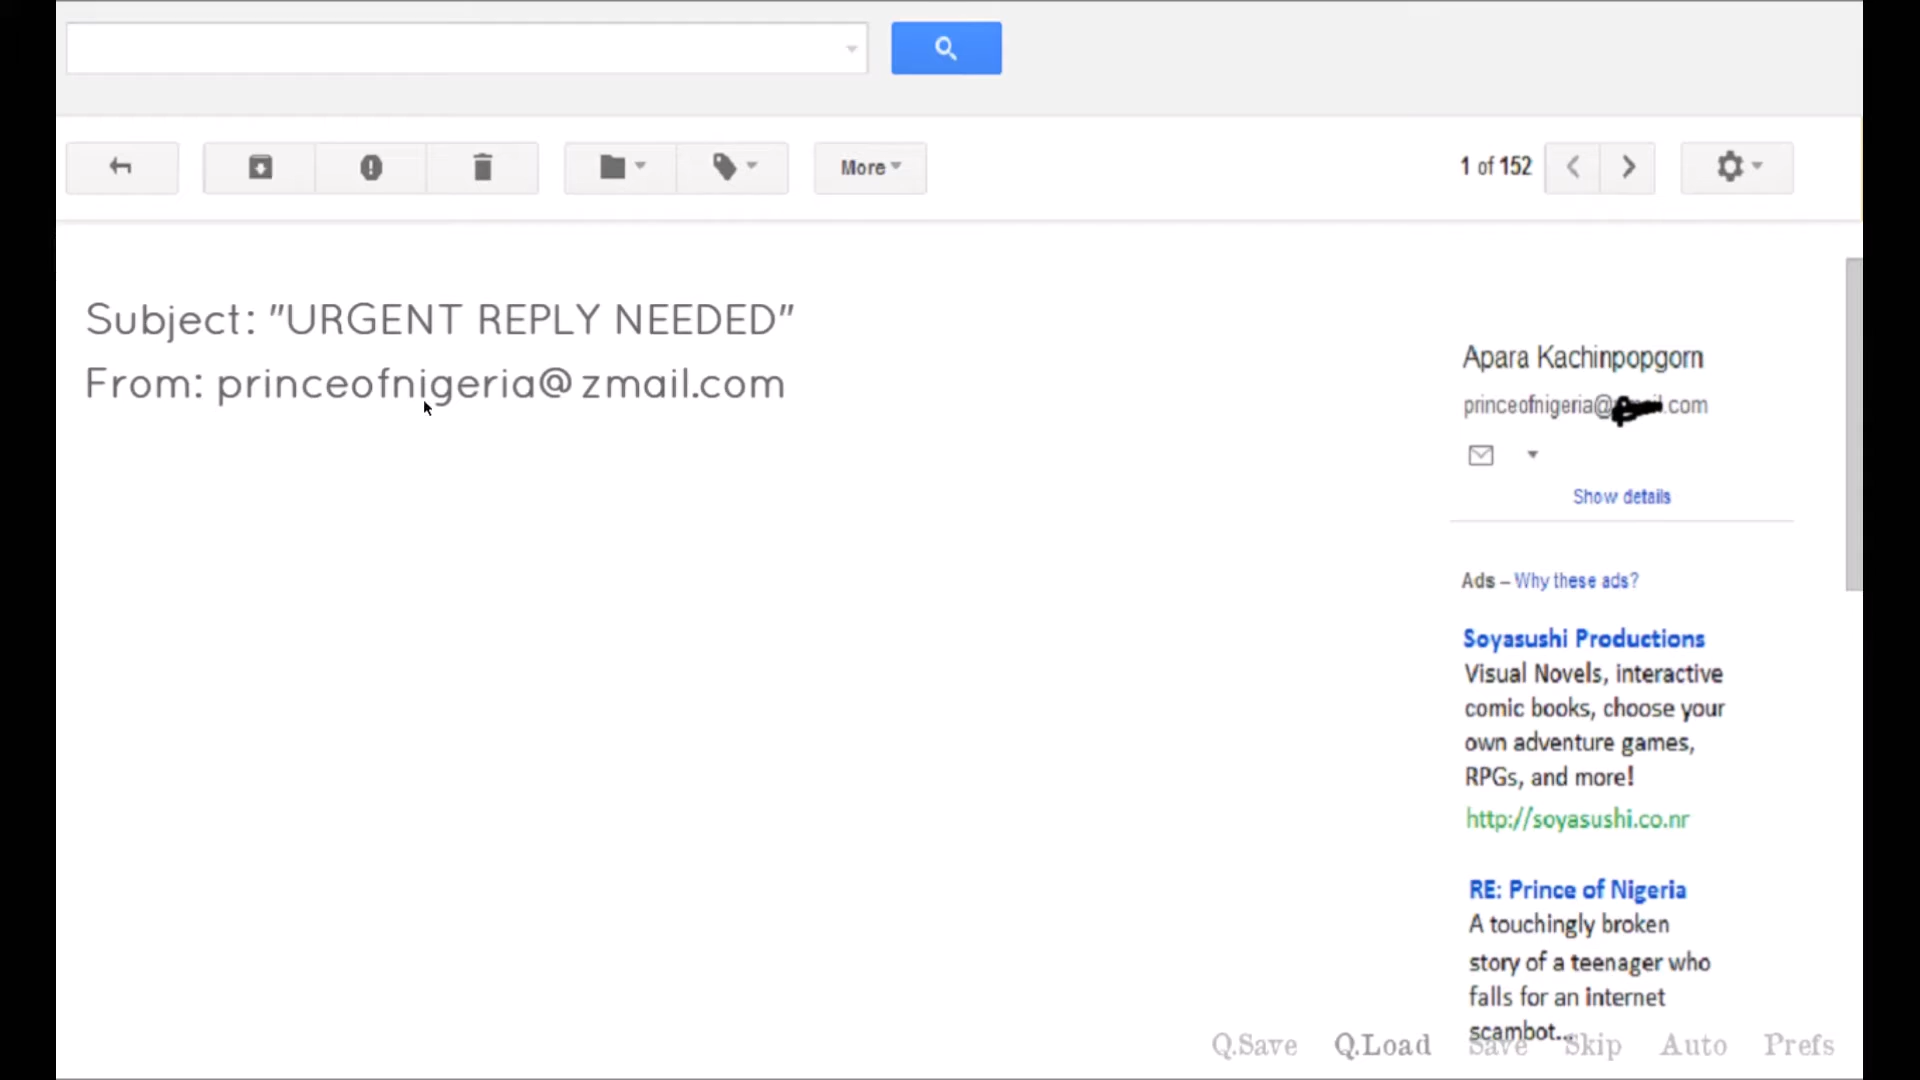 More
1 of 152
Subject: "URGENT REPLY NEEDED"
From: princeofnigeria@zmail.com
Apara Kachinpopgorn
princeofnigeria@ .com
Show details
Ads – Why these ads?
Soyasushi Productions
Visual Novels, interactive
comic books, choose your
own adventure games,
RPGs, and more!
http://soyasushi.co.nr
RE: Prince of Nigeria
A touchingly broken
story of a teenager who
falls for an internet
scambot...
Q.Save Q.Load Save Skip Auto Prefs